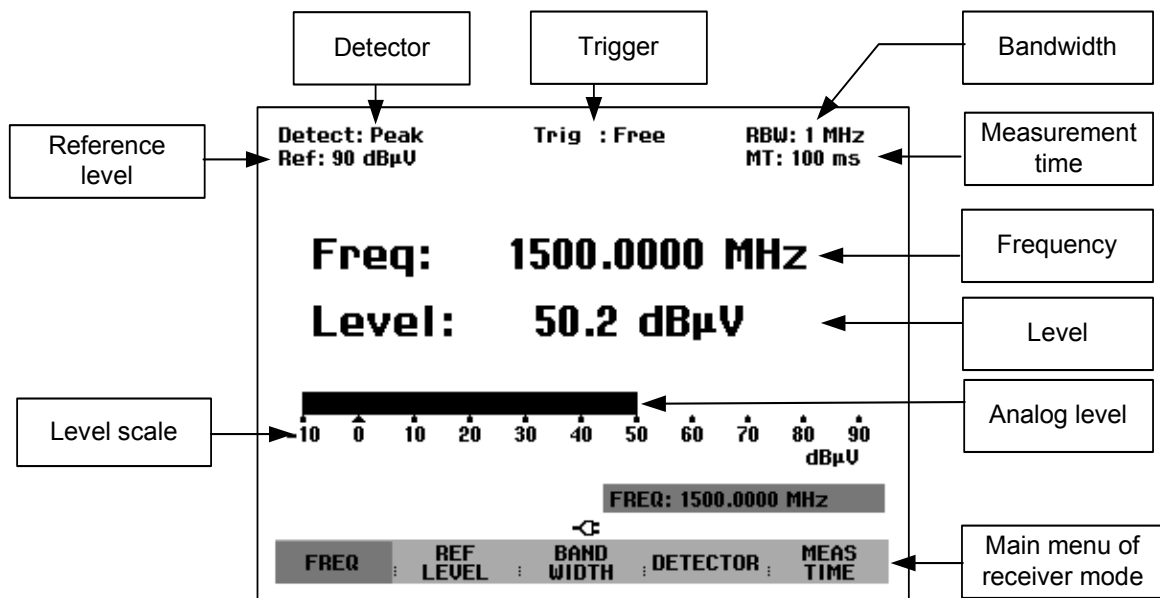 Detector
Trigger
Bandwidth
Reference
level
Detect: Peak
Trig : Free
RBW: 1 MHz
Ref: 90 dBµV
MT: 100 ms
Measurement
time
Freq: 1500.0000 MHz
Frequency
Level: 50.2 dBµV
Level
Analog level
Level scale
-10 0 10 20 30 40 50 60 70 80 90
dBµV
FREQ: 1500.0000 MHz
FREQ
REF
LEVEL
BAND
WIDTH
DETECTOR
MEAS
TIME
Main menu of
receiver mode